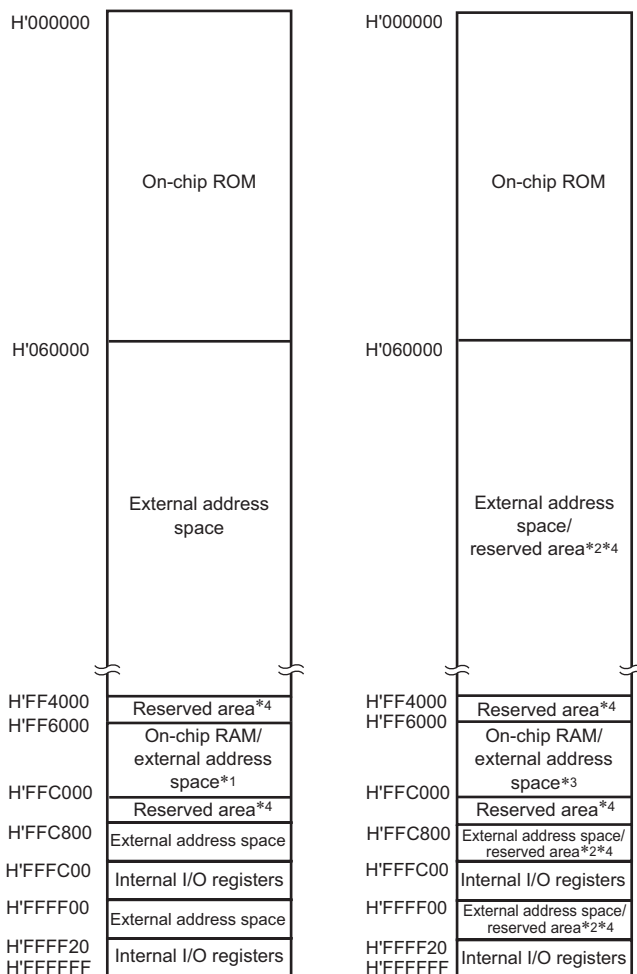 H'000000
On-chip ROM
H'060000
External address
space
H'FF4000
Reserved area*4
H'FF6000
On-chip RAM/
external address
space*1
H'FFC000
Reserved area*4
H'FFC800
External address space
H'FFFC00
Internal I/O registers
H'FFFF00
External address space
H'FFFF20
Internal I/O registers
H'FFFFFF
H'000000
On-chip ROM
H'060000
External address
space/
reserved area*2*4
H'FF4000
Reserved area*4
H'FF6000
On-chip RAM/
external address
space*3
H'FFC000
Reserved area*4
H'FFC800
External address space/
reserved area*2*4
H'FFFC00
Internal I/O registers
H'FFFF00
External address space/
reserved area*2*4
H'FFFF20
Internal I/O registers
H'FFFFFF